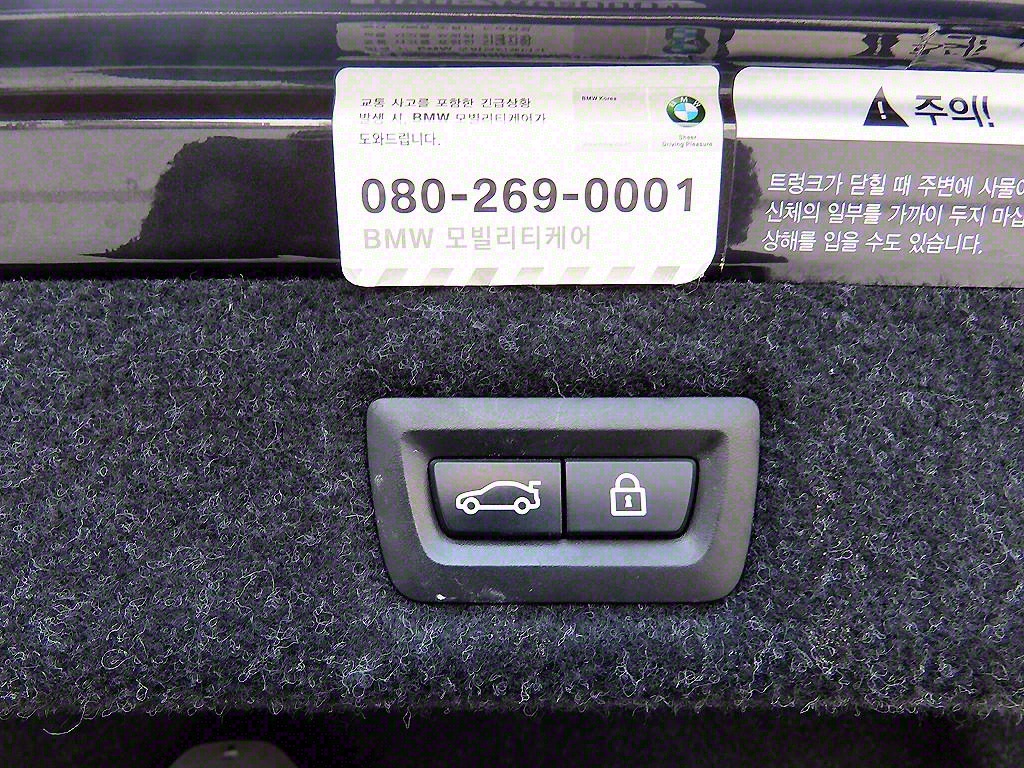 교통 사고를 포함한 긴급상황
발생 시, BMW 모빌리티케어가
도와드립니다.
BMW Korea
BMW
Sheer
Driving Pleasure
080-269-0001
BMW 모빌리티케어
주의!
트렁크가 닫힐 때 주변에 사물이
신체의 일부를 가까이 두지 마십
상해를 입을 수도 있습니다.